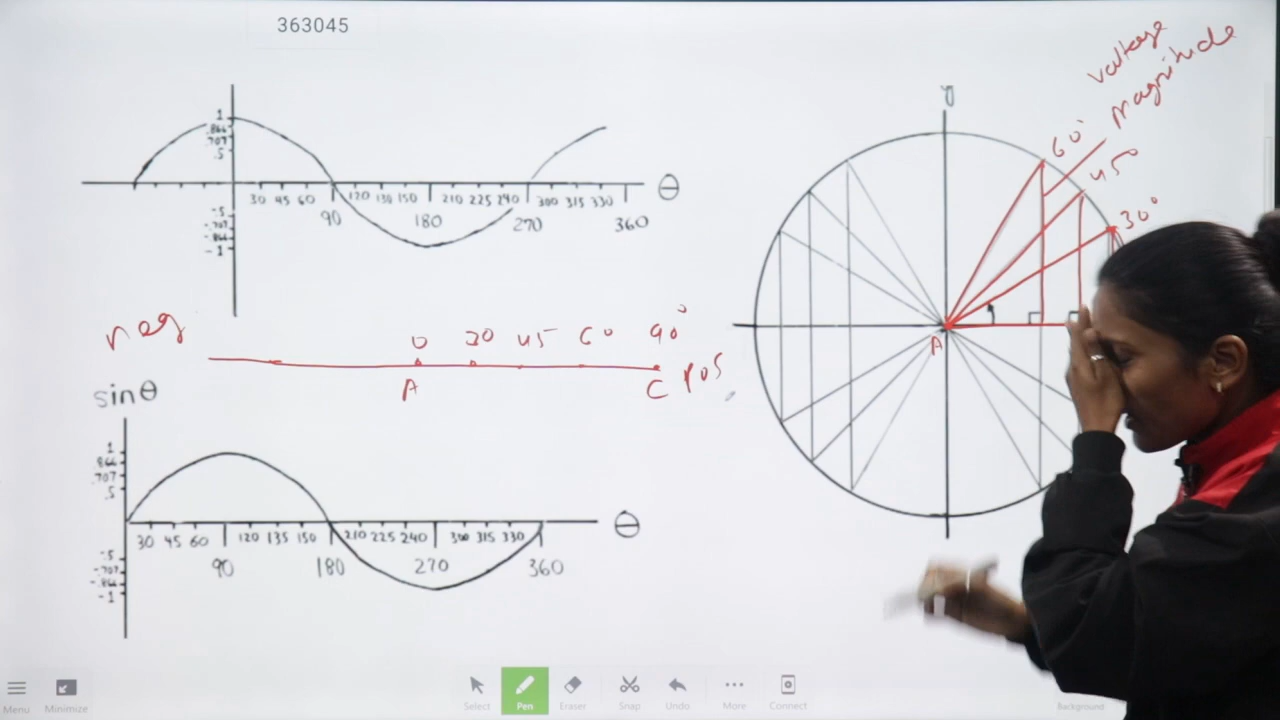 363045
1
.866
.707
.5
30 45 60 120 130 150 210 225 240 300 315 330 θ
90 180 270 360
-.5
-.707
-.866
-1
neg
0 30 45 60 90°
A C pos
sinθ
1
.866
.707
.5
30 45 60 120 135 150 210 225 240 300 315 330 θ
90 180 270 360
-.5
-.707
-.866
-1
voltage
magnitude
y
60°
45°
30°
A
Menu Minimize Select Pen Eraser Snap Undo More Connect Background